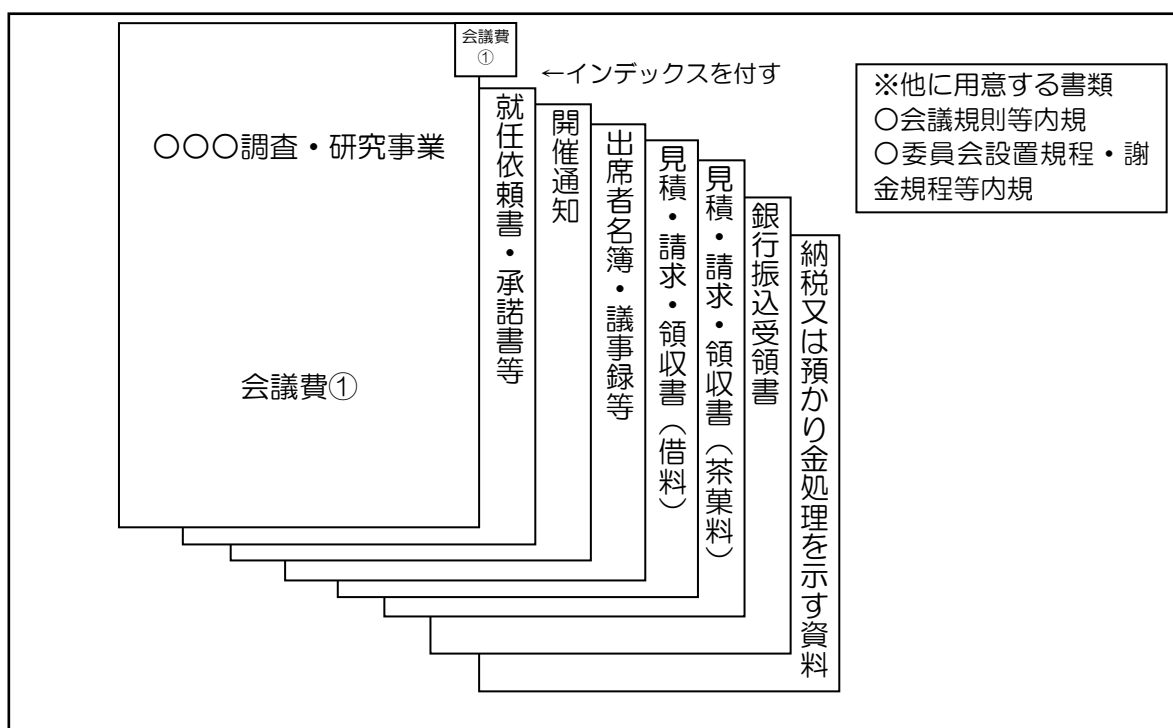 会議費
①
←インデックスを付す
〇〇〇調査・研究事業
会議費①
就任依頼書・承諾書等
開催通知
出席者名簿・議事録等
見積・請求・領収書（借料）
見積・請求・領収書（茶菓料）
銀行振込受領書
納税又は預かり金処理を示す資料
※他に用意する書類
〇会議規則等内規
〇委員会設置規程・謝
金規程等内規